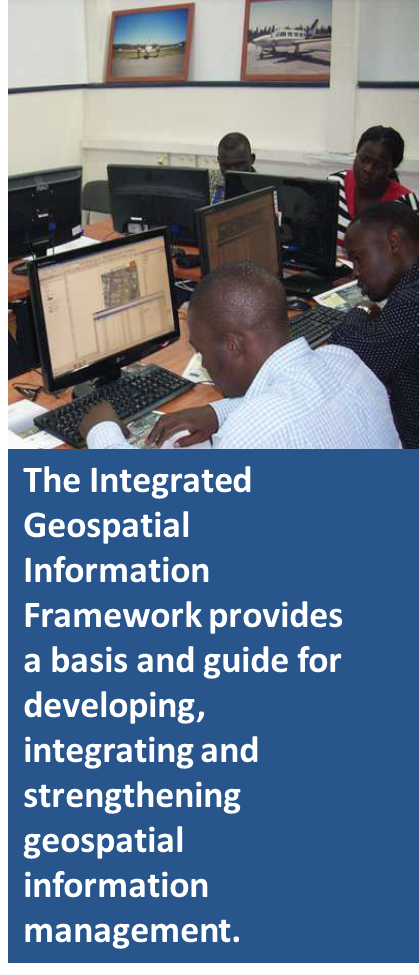 The Integrated
Geospatial
Information
Framework provides
a basis and guide for
developing,
integrating and
strengthening
geospatial
information
management.